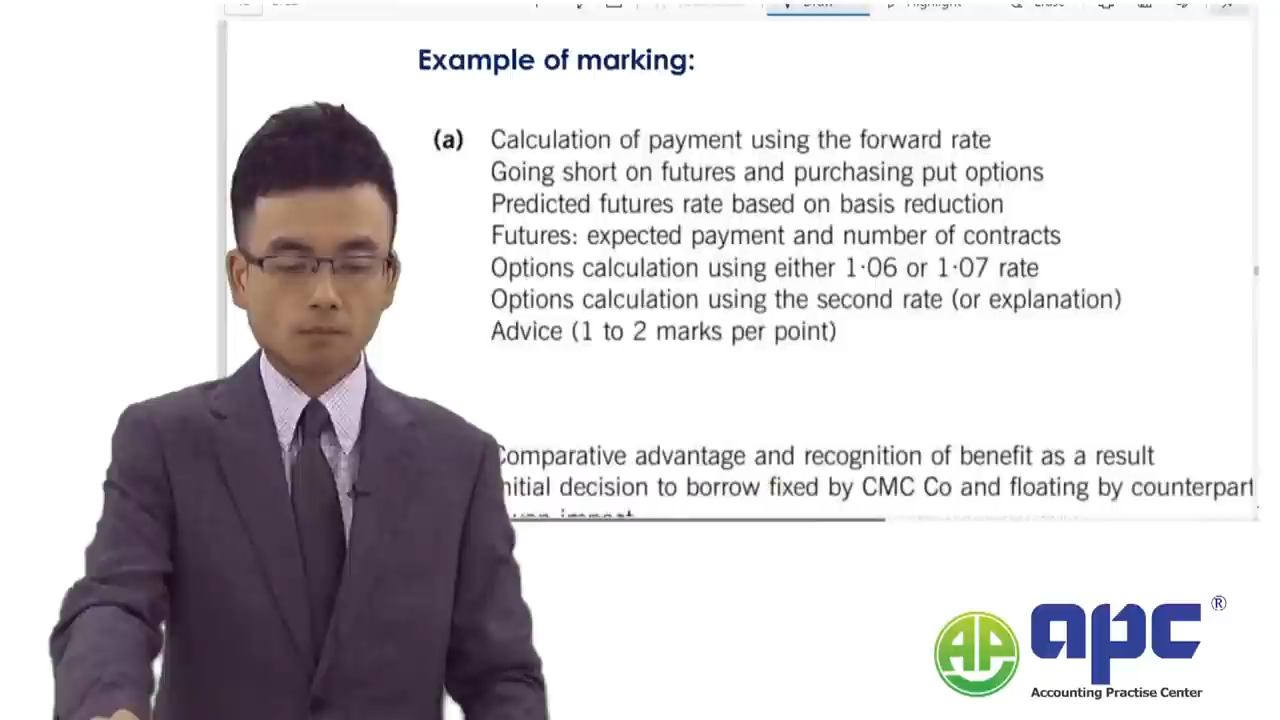 Example of marking:
(a) Calculation of payment using the forward rate
Going short on futures and purchasing put options
Predicted futures rate based on basis reduction
Futures: expected payment and number of contracts
Options calculation using either 1·06 or 1·07 rate
Options calculation using the second rate (or explanation)
Advice (1 to 2 marks per point)
Comparative advantage and recognition of benefit as a result
nitial decision to borrow fixed by CMC Co and floating by counterpart
AP
apc®
Accounting Practise Center